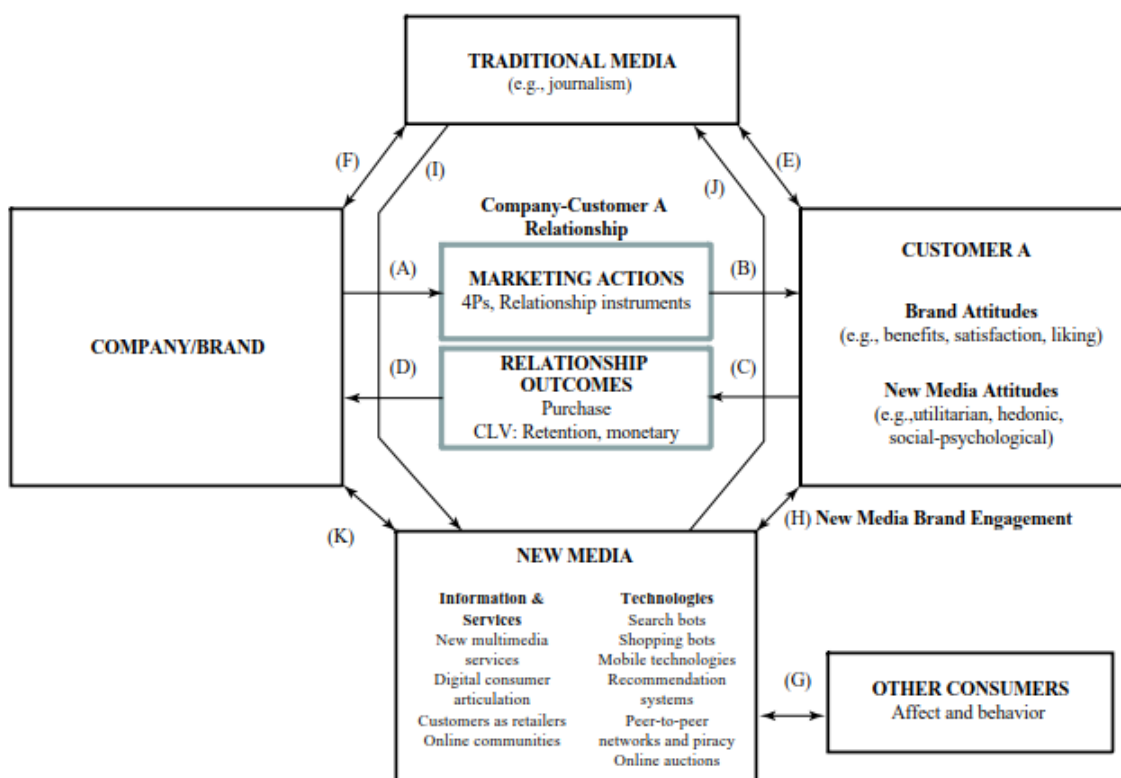 TRADITIONAL MEDIA
(e.g., journalism)
(F)
(I)
(J)
(E)
Company-Customer A
Relationship
COMPANY/BRAND
(A)
MARKETING ACTIONS
4Ps, Relationship instruments
(B)
(D)
RELATIONSHIP
OUTCOMES
Purchase
CLV: Retention, monetary
(C)
CUSTOMER A
Brand Attitudes
(e.g., benefits, satisfaction, liking)
New Media Attitudes
(e.g.,utilitarian, hedonic,
social-psychological)
(K)
(H) New Media Brand Engagement
NEW MEDIA
Information &
Services
New multimedia
services
Digital consumer
articulation
Customers as retailers
Online communities
Technologies
Search bots
Shopping bots
Mobile technologies
Recommendation
systems
Peer-to-peer
networks and piracy
Online auctions
(G)
OTHER CONSUMERS
Affect and behavior